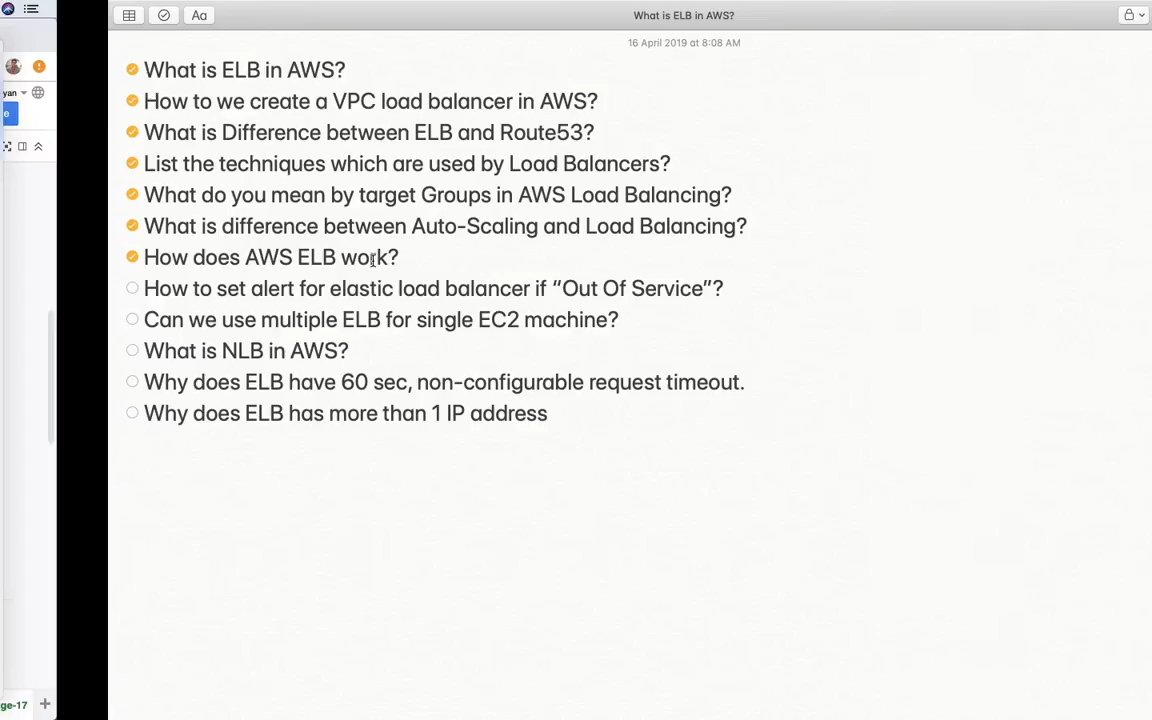 Aa
What is ELB in AWS?
16 April 2019 at 8:08 AM
What is ELB in AWS?
How to we create a VPC load balancer in AWS?
What is Difference between ELB and Route53?
List the techniques which are used by Load Balancers?
What do you mean by target Groups in AWS Load Balancing?
What is difference between Auto-Scaling and Load Balancing?
How does AWS ELB work?
How to set alert for elastic load balancer if “Out Of Service”?
Can we use multiple ELB for single EC2 machine?
What is NLB in AWS?
Why does ELB have 60 sec, non-configurable request timeout.
Why does ELB has more than 1 IP address
yan
e
ge-17